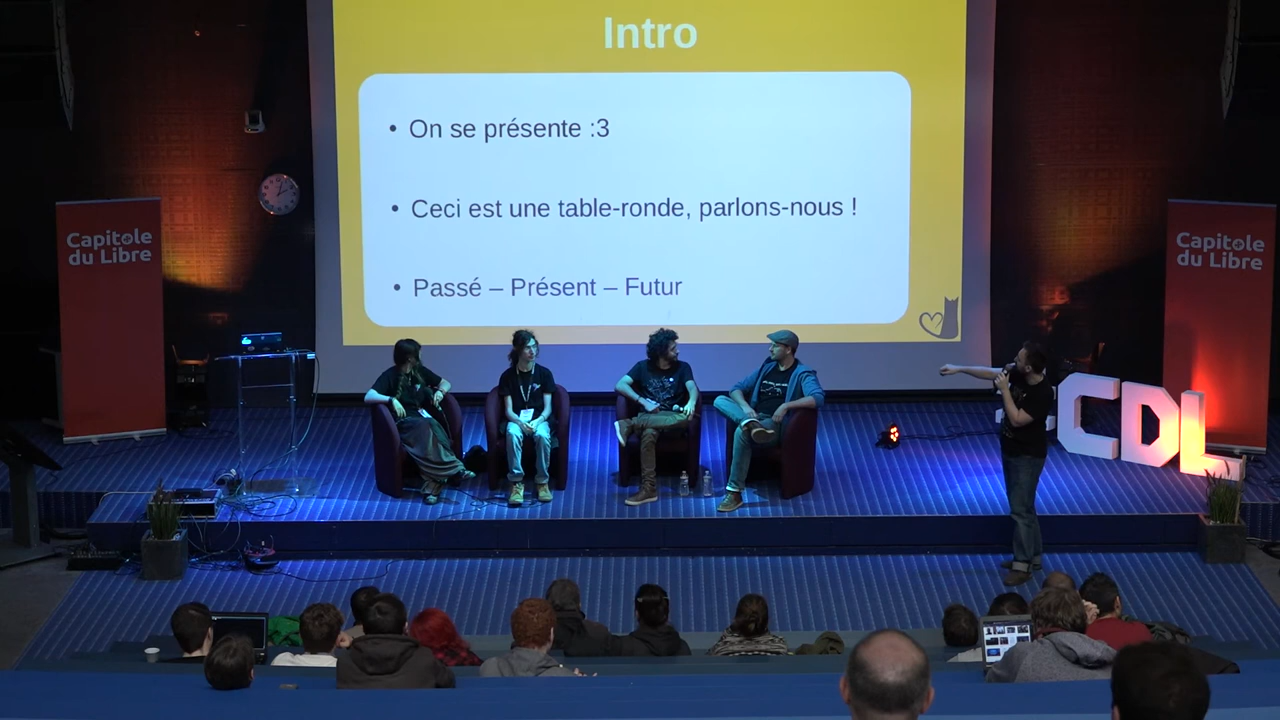 Intro
• On se présente :3
• Ceci est une table-ronde, parlons-nous !
• Passé – Présent – Futur
Capitole
du Libre
Capitole
du Libre
CDL